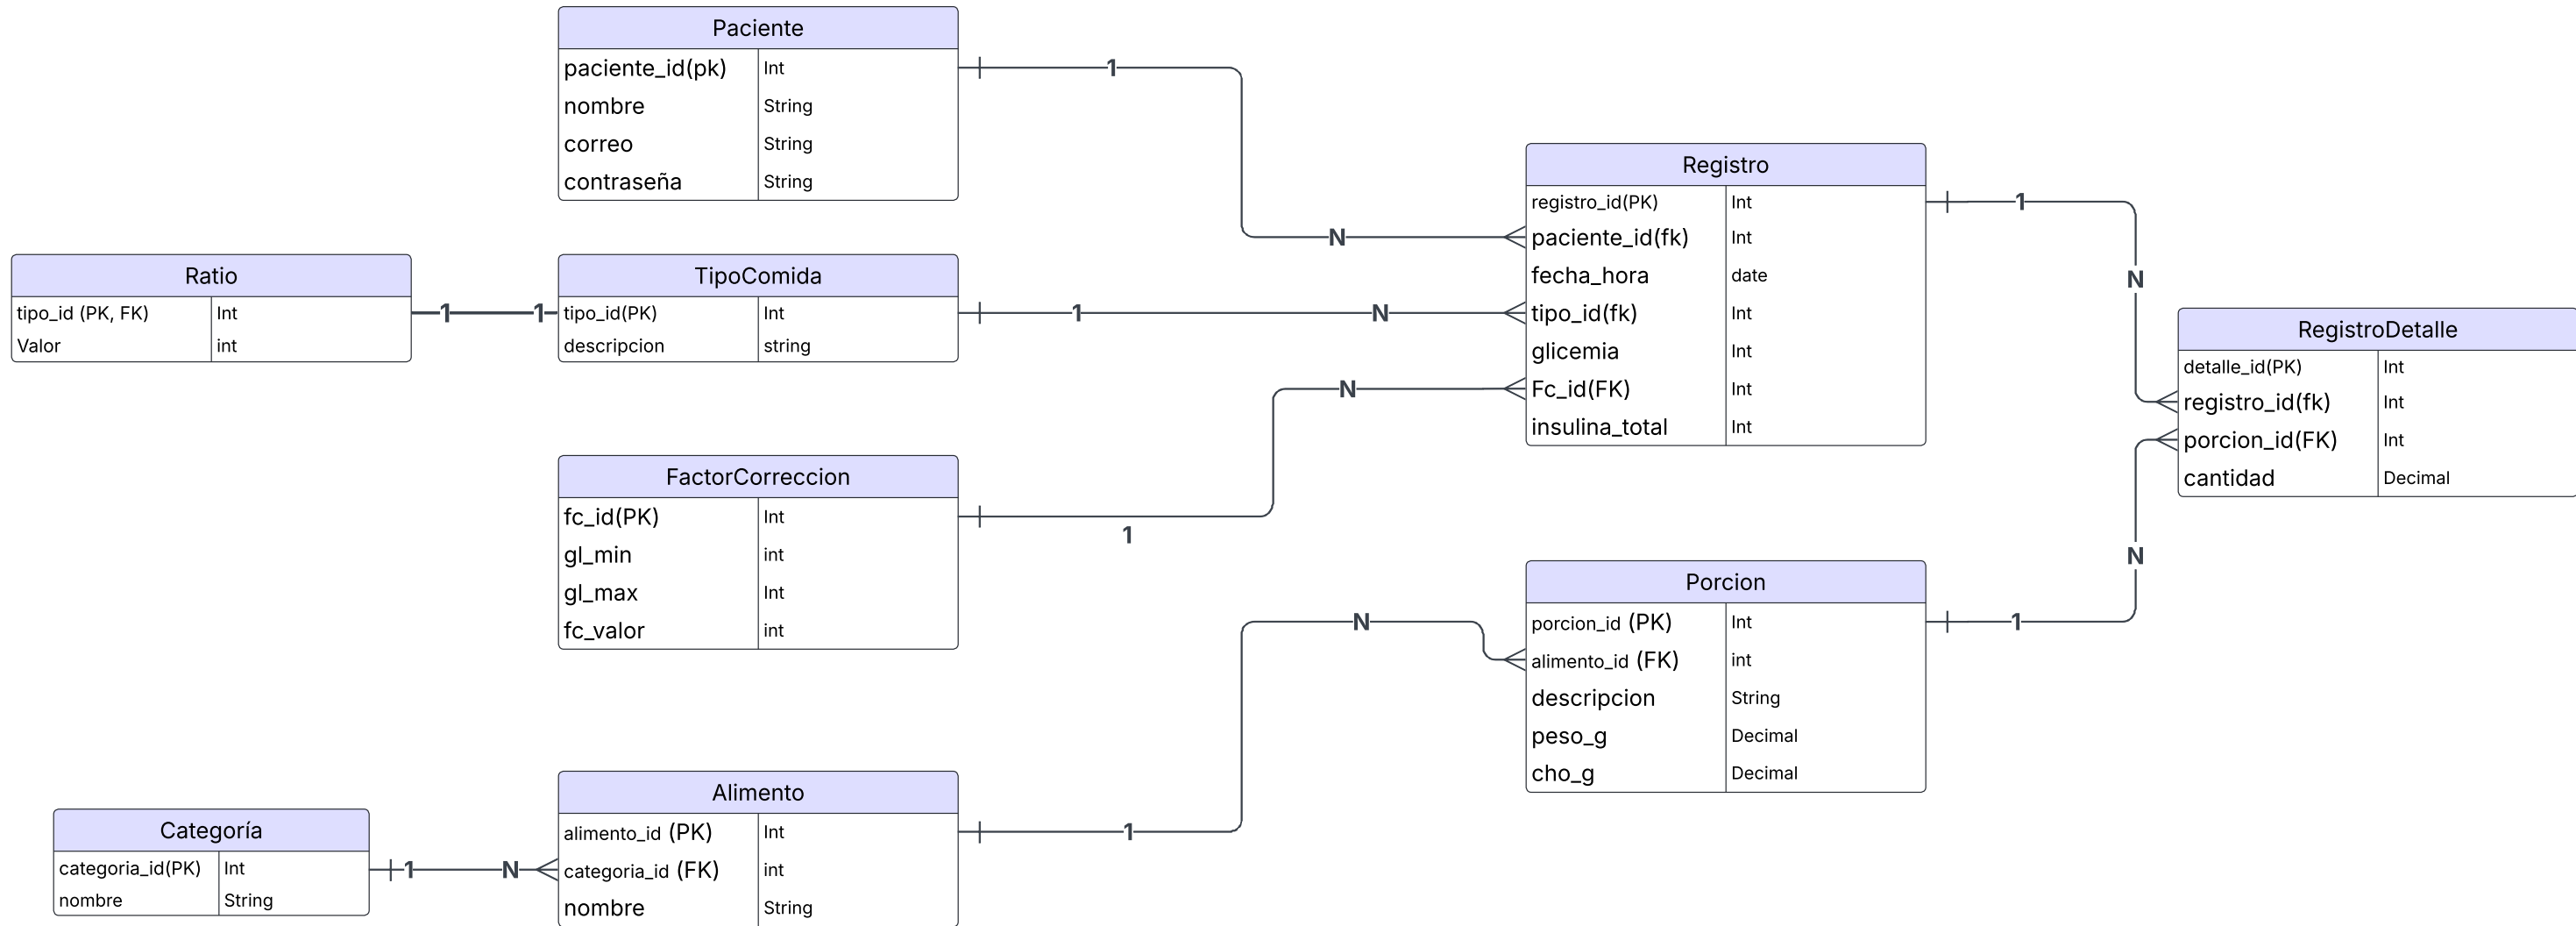 Paciente
paciente_id(pk) Int
nombre String
correo String
contraseña String
1
N
Registro
registro_id(PK) Int
paciente_id(fk) Int
fecha_hora date
tipo_id(fk) Int
glicemia Int
Fc_id(FK) Int
insulina_total Int
1
N
Ratio
tipo_id (PK, FK) Int
Valor int
1 1
TipoComida
tipo_id(PK) Int
descripcion string
1 N
RegistroDetalle
detalle_id(PK) Int
registro_id(fk) Int
porcion_id(FK) Int
cantidad Decimal
N
FactorCorreccion
fc_id(PK) Int
gl_min int
gl_max Int
fc_valor int
1
N
Porcion
porcion_id (PK) Int
alimento_id (FK) int
descripcion String
peso_g Decimal
cho_g Decimal
1
N
Categoría
categoria_id(PK) Int
nombre String
1 N
Alimento
alimento_id (PK) Int
categoria_id (FK) int
nombre String
1